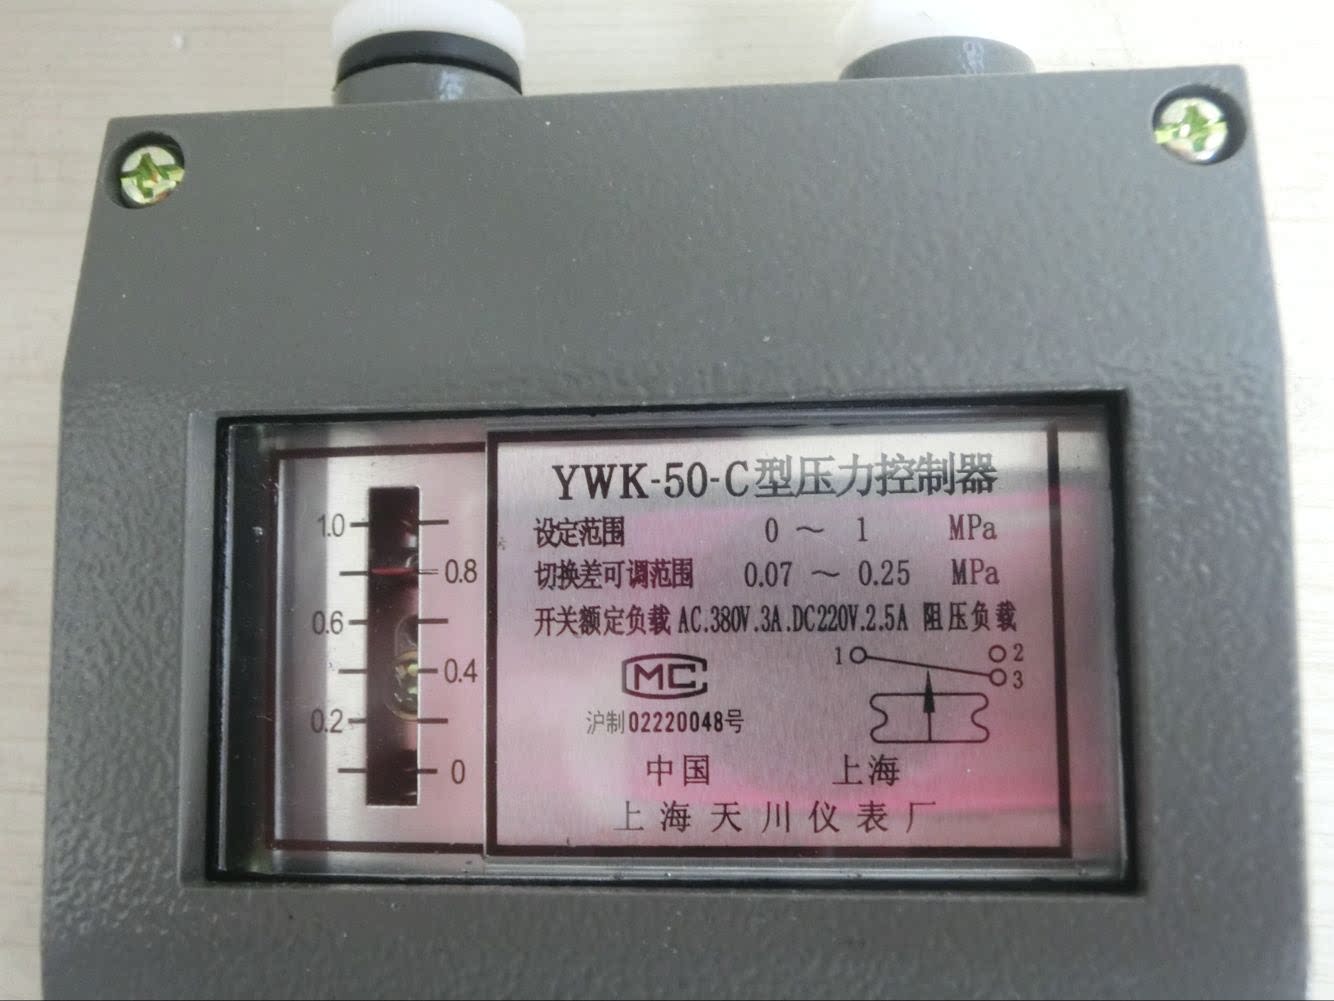 YWK-50-C型压力控制器
设定范围 0 ～ 1 MPa
切换差可调范围 0.07 ～ 0.25 MPa
开关额定负载 AC.380V.3A.DC220V.2.5A 阻压负载
MC
1 2
3
沪制02220048号
中国 上海
上海天川仪表厂
1.0
0.8
0.6
0.4
0.2
0